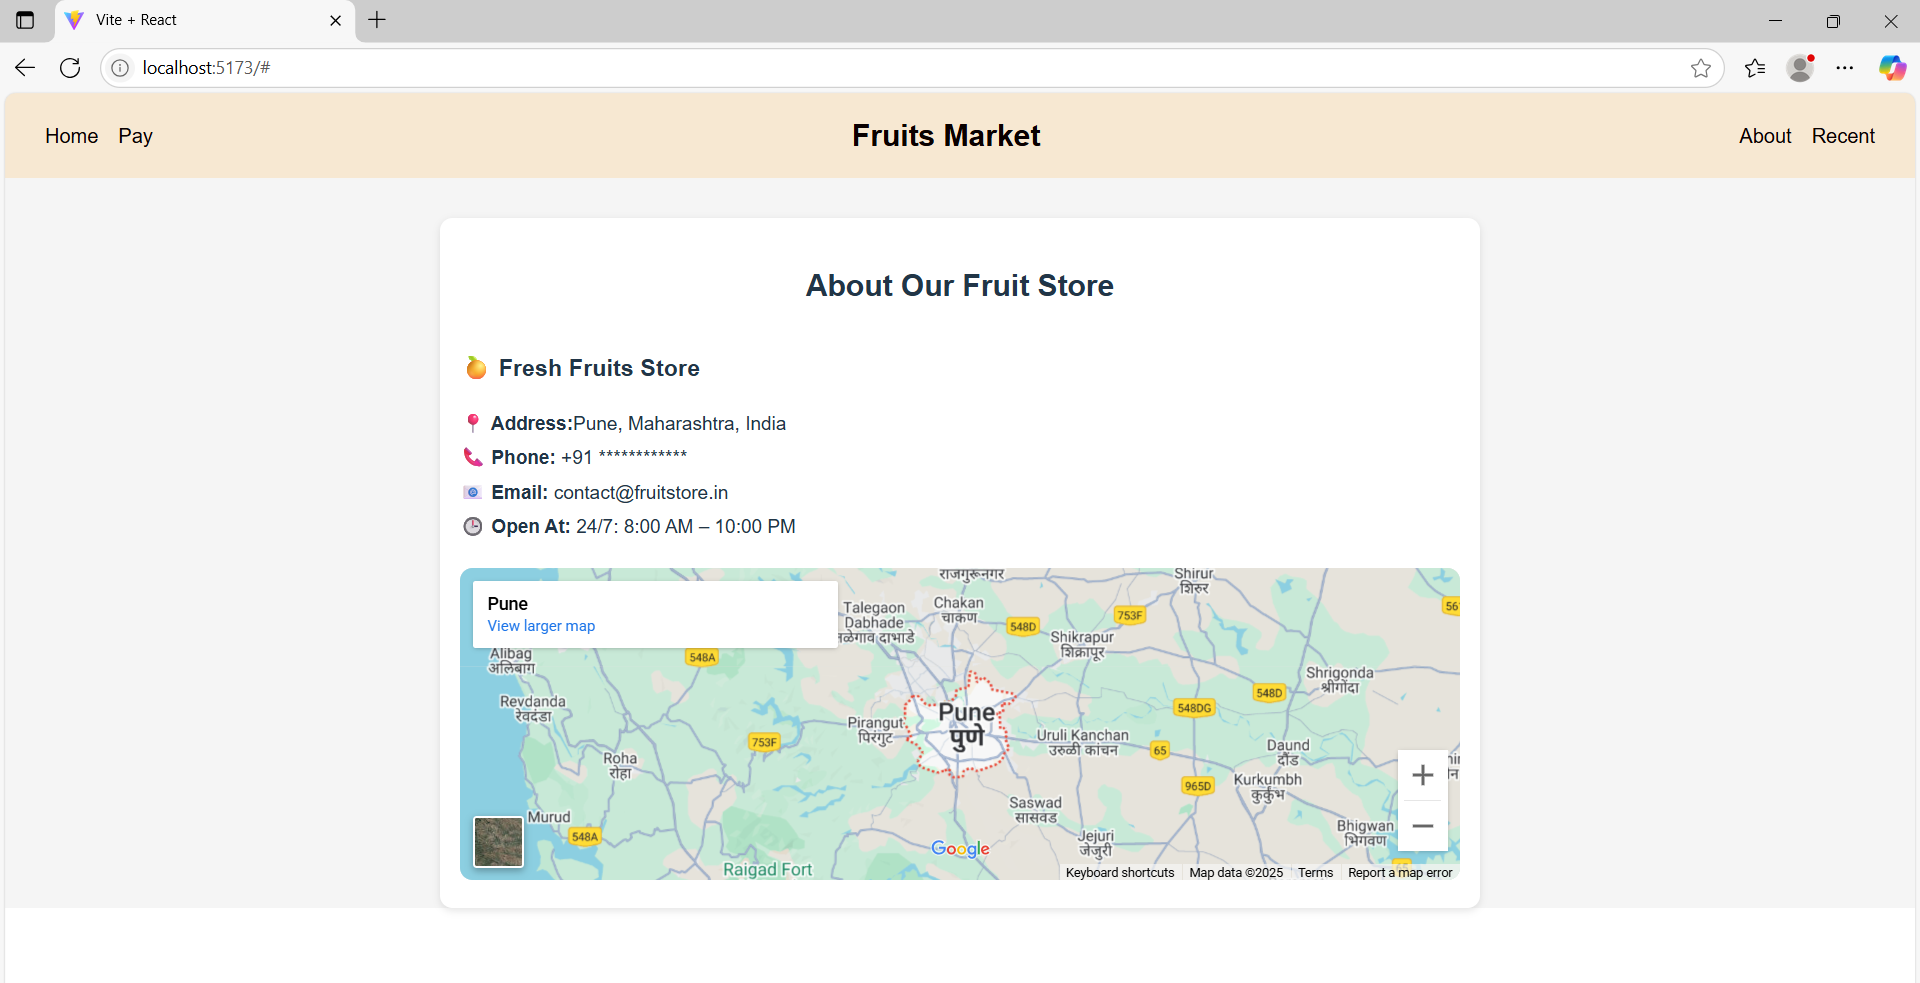 Vite + React
localhost:5173/#
Home Pay
Fruits Market
About Recent
About Our Fruit Store
Fresh Fruits Store
Address:Pune, Maharashtra, India
Phone: +91 ************
Email: contact@fruitstore.in
Open At: 24/7: 8:00 AM – 10:00 PM
Pune
View larger map
राजगुरूनगर
Shirur
शिरुर
Talegaon
Dabhade
तळेगाव दाभाडे
Chakan
चाकण
548D
753F
56
Shikrapur
शिक्रापूर
Alibag
अलिबाग
548A
Shrigonda
श्रीगोंदा
548D
Revdanda
रेवदंडा
548DG
Pune
पुणे
Pirangut
पिरंगुट
753F
Uruli Kanchan
उरुळी कांचन
65
Daund
दौंड
Roha
रोहा
Kurkumbh
कुर्कुंभ
965D
Saswad
सासवड
Murud
548A
Jejuri
जेजुरी
Bhigwan
भिगवण
Google
Raigad Fort
Keyboard shortcuts Map data ©2025 Terms Report a map error